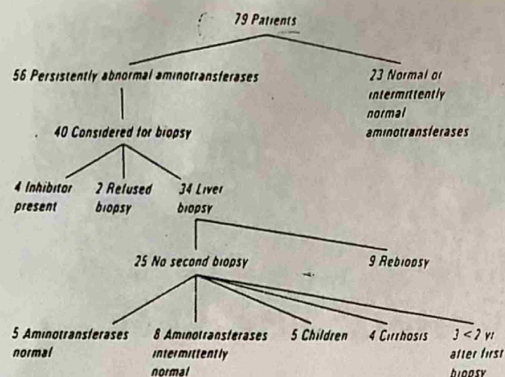 79 Patients
56 Persistently abnormal aminotransferases
23 Normal or
intermittently
normal
aminotransferases
40 Considered for biopsy
4 Inhibitor
present
2 Refused
biopsy
34 Liver
biopsy
25 No second biopsy
9 Rebiopsy
5 Aminotransferases
normal
8 Aminotransferases
intermittently
normal
5 Children
4 Cirrhosis
3 < 2 yr
after first
biopsy